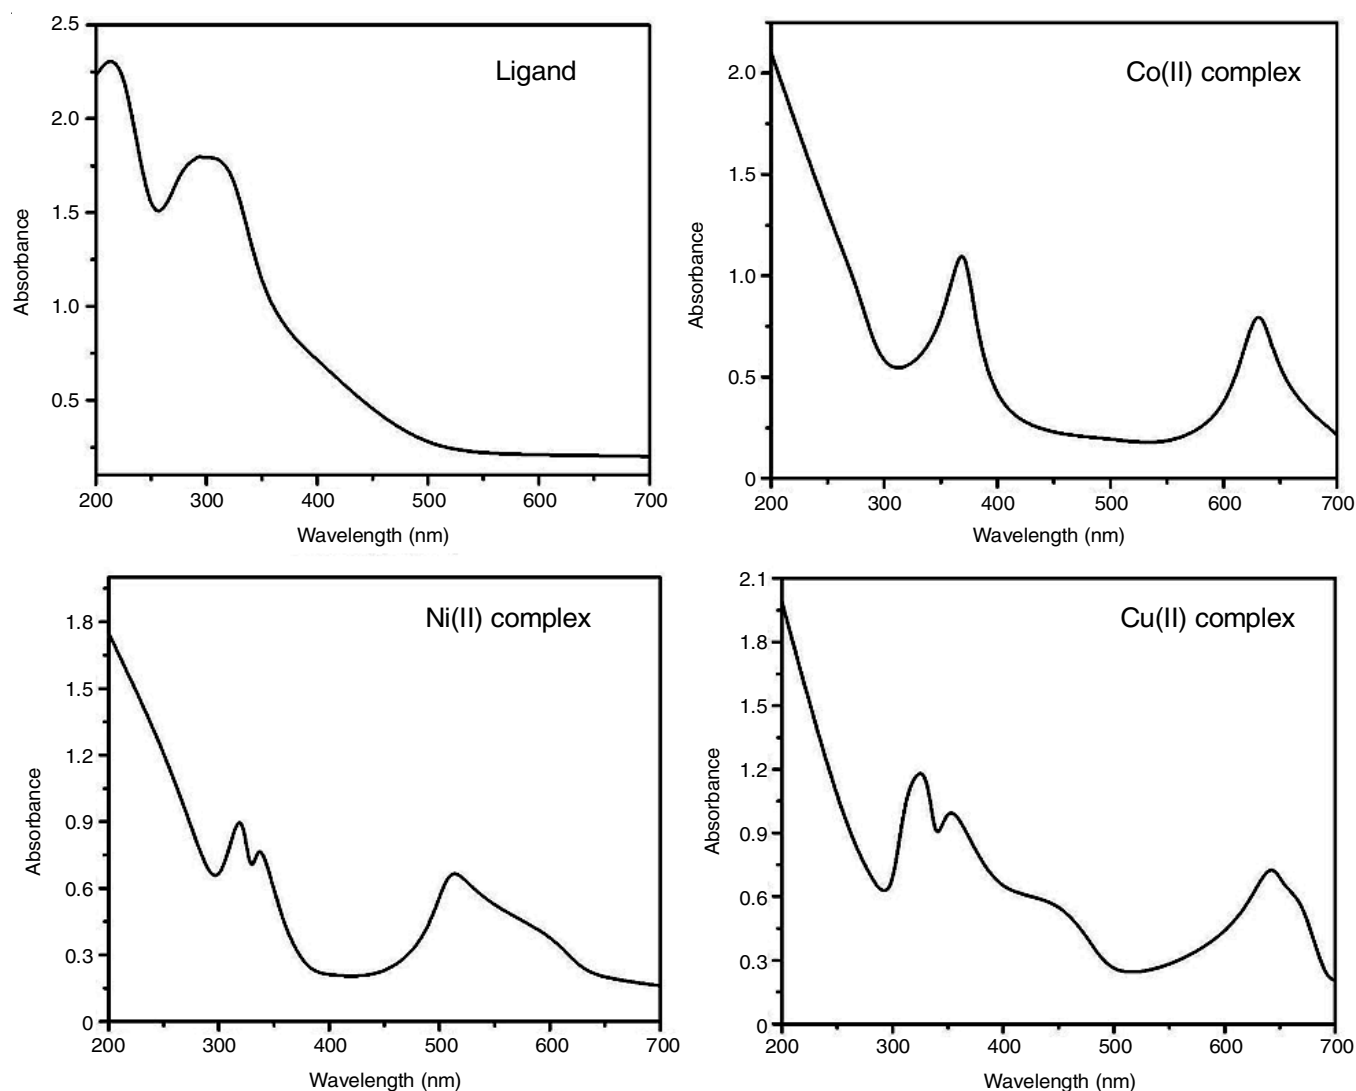 Ligand
2.5
2.0
1.5
1.0
0.5
Absorbance
200 300 400 500 600 700
Wavelength (nm)
Co(II) complex
2.0
1.5
1.0
0.5
0
Absorbance
200 300 400 500 600 700
Wavelength (nm)
Ni(II) complex
1.8
1.5
1.2
0.9
0.6
0.3
0
Absorbance
200 300 400 500 600 700
Wavelength (nm)
Cu(II) complex
2.1
1.8
1.5
1.2
0.9
0.6
0.3
0
Absorbance
200 300 400 500 600 700
Wavelength (nm)